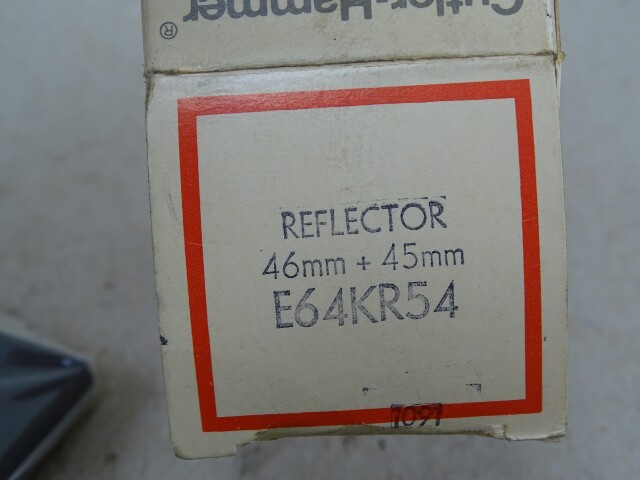 Cutler-Hammer®
REFLECTOR
46mm + 45mm
E64KR54
1091